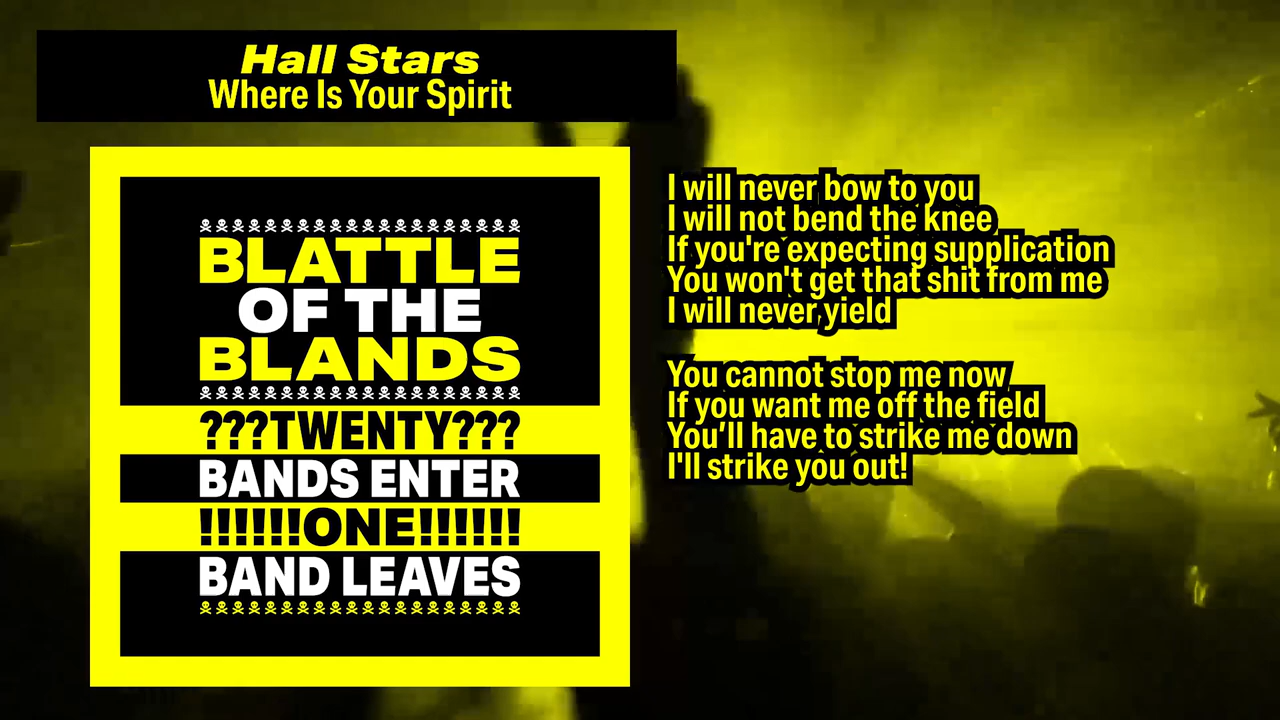 Hall Stars
Where Is Your Spirit
BLATTLE
OF THE
BLANDS
???TWENTY???
BANDS ENTER
!!!!!!ONE!!!!!!
BAND LEAVES
I will never bow to you
I will not bend the knee
If you're expecting supplication
You won't get that shit from me
I will never yield
You cannot stop me now
If you want me off the field
You’ll have to strike me down
I'll strike you out!